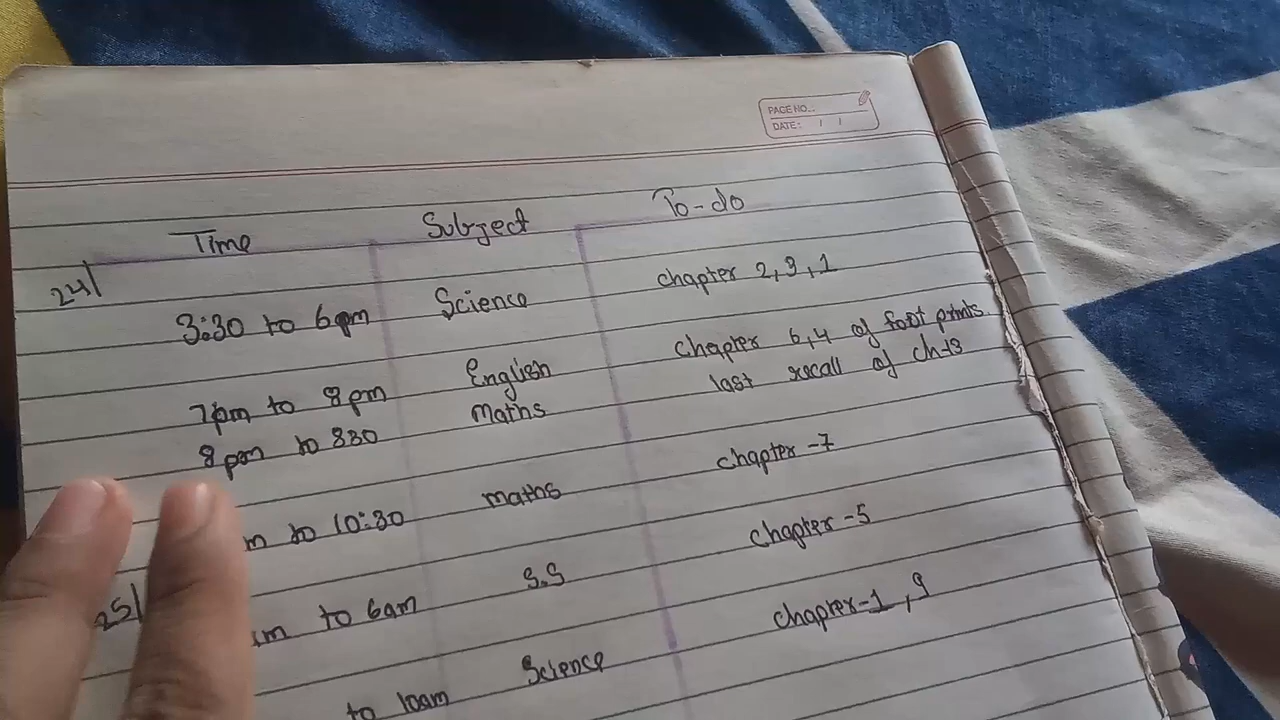 PAGE NO.:
DATE: / /
Time Subject To-do
24/
3:30 to 6pm Science chapter 2,3,1
7pm to 8pm English chapter 6,4 of foot prints
8pm to 830 Maths last recall of ch-13
m to 10:30 maths chapter -7
25/ m to 6am S.S chapter -5
to 10am Science chapter-1,9